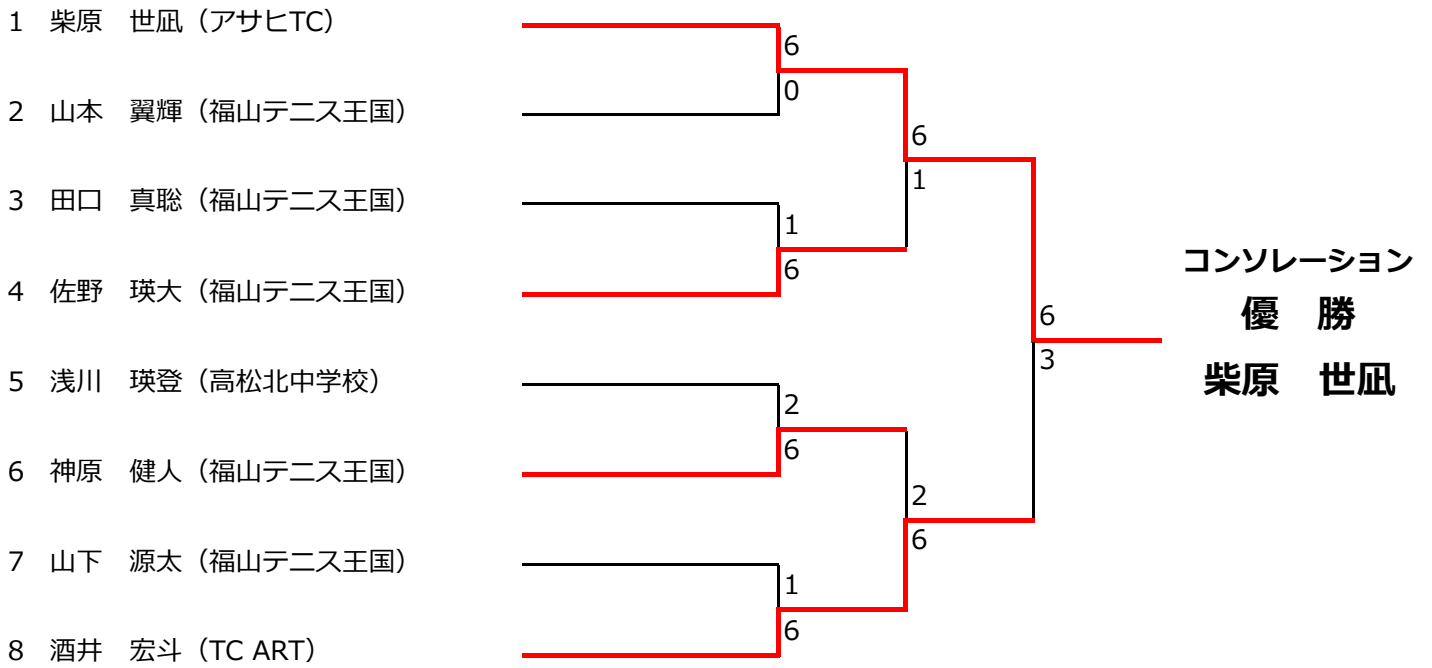 1 柴原 世凪（アサヒTC）
6
0
2 山本 翼輝（福山テニス王国）
6
1
3 田口 真聡（福山テニス王国）
1
6
4 佐野 瑛大（福山テニス王国）
コンソレーション
優 勝
柴原 世凪
6
3
5 浅川 瑛登（高松北中学校）
2
6
6 神原 健人（福山テニス王国）
2
6
7 山下 源太（福山テニス王国）
1
6
8 酒井 宏斗（TC ART）